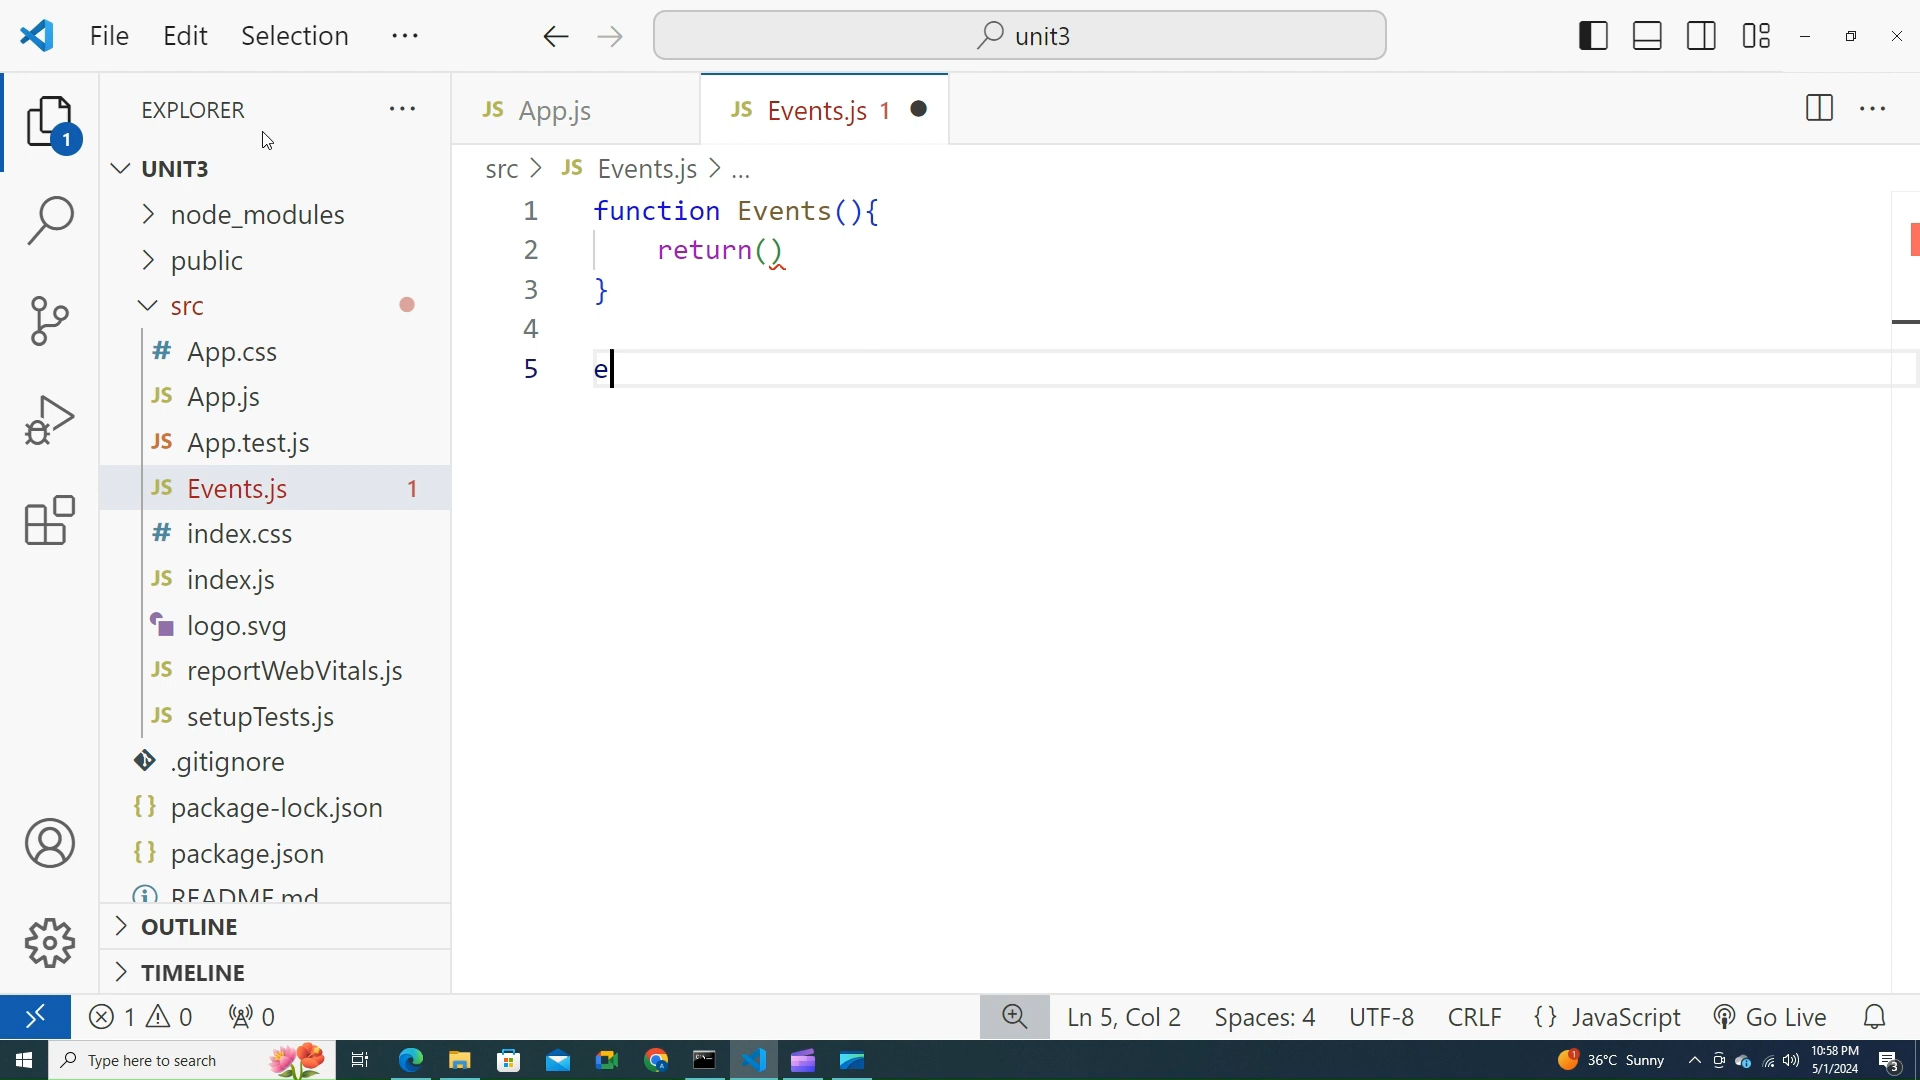 File Edit Selection ··· unit3
EXPLORER ···
UNIT3
node_modules
public
src
# App.css
JS App.js
JS App.test.js
JS Events.js 1
# index.css
JS index.js
logo.svg
JS reportWebVitals.js
JS setupTests.js
.gitignore
{} package-lock.json
{} package.json
README.md
OUTLINE
TIMELINE
JS App.js JS Events.js 1
src > JS Events.js > ...
1 function Events(){
2 return()
3 }
4
5 e
1 0 0 Ln 5, Col 2 Spaces: 4 UTF-8 CRLF {} JavaScript Go Live
Type here to search 1 36°C Sunny 10:58 PM
5/1/2024 3